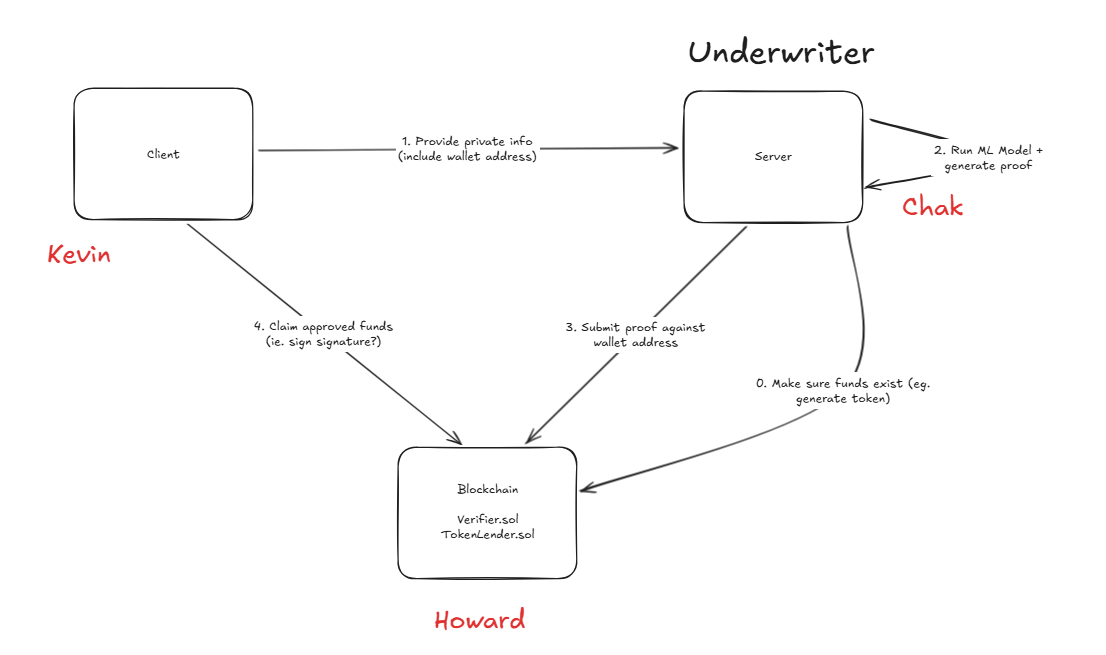 Underwriter
Client
1. Provide private info
(include wallet address)
Server
2. Run ML Model +
generate proof
Chak
Kevin
4. Claim approved funds
(ie. sign signature?)
3. Submit proof against
wallet address
0. Make sure funds exist (eg.
generate token)
Blockchain
Verifier.sol
TokenLender.sol
Howard